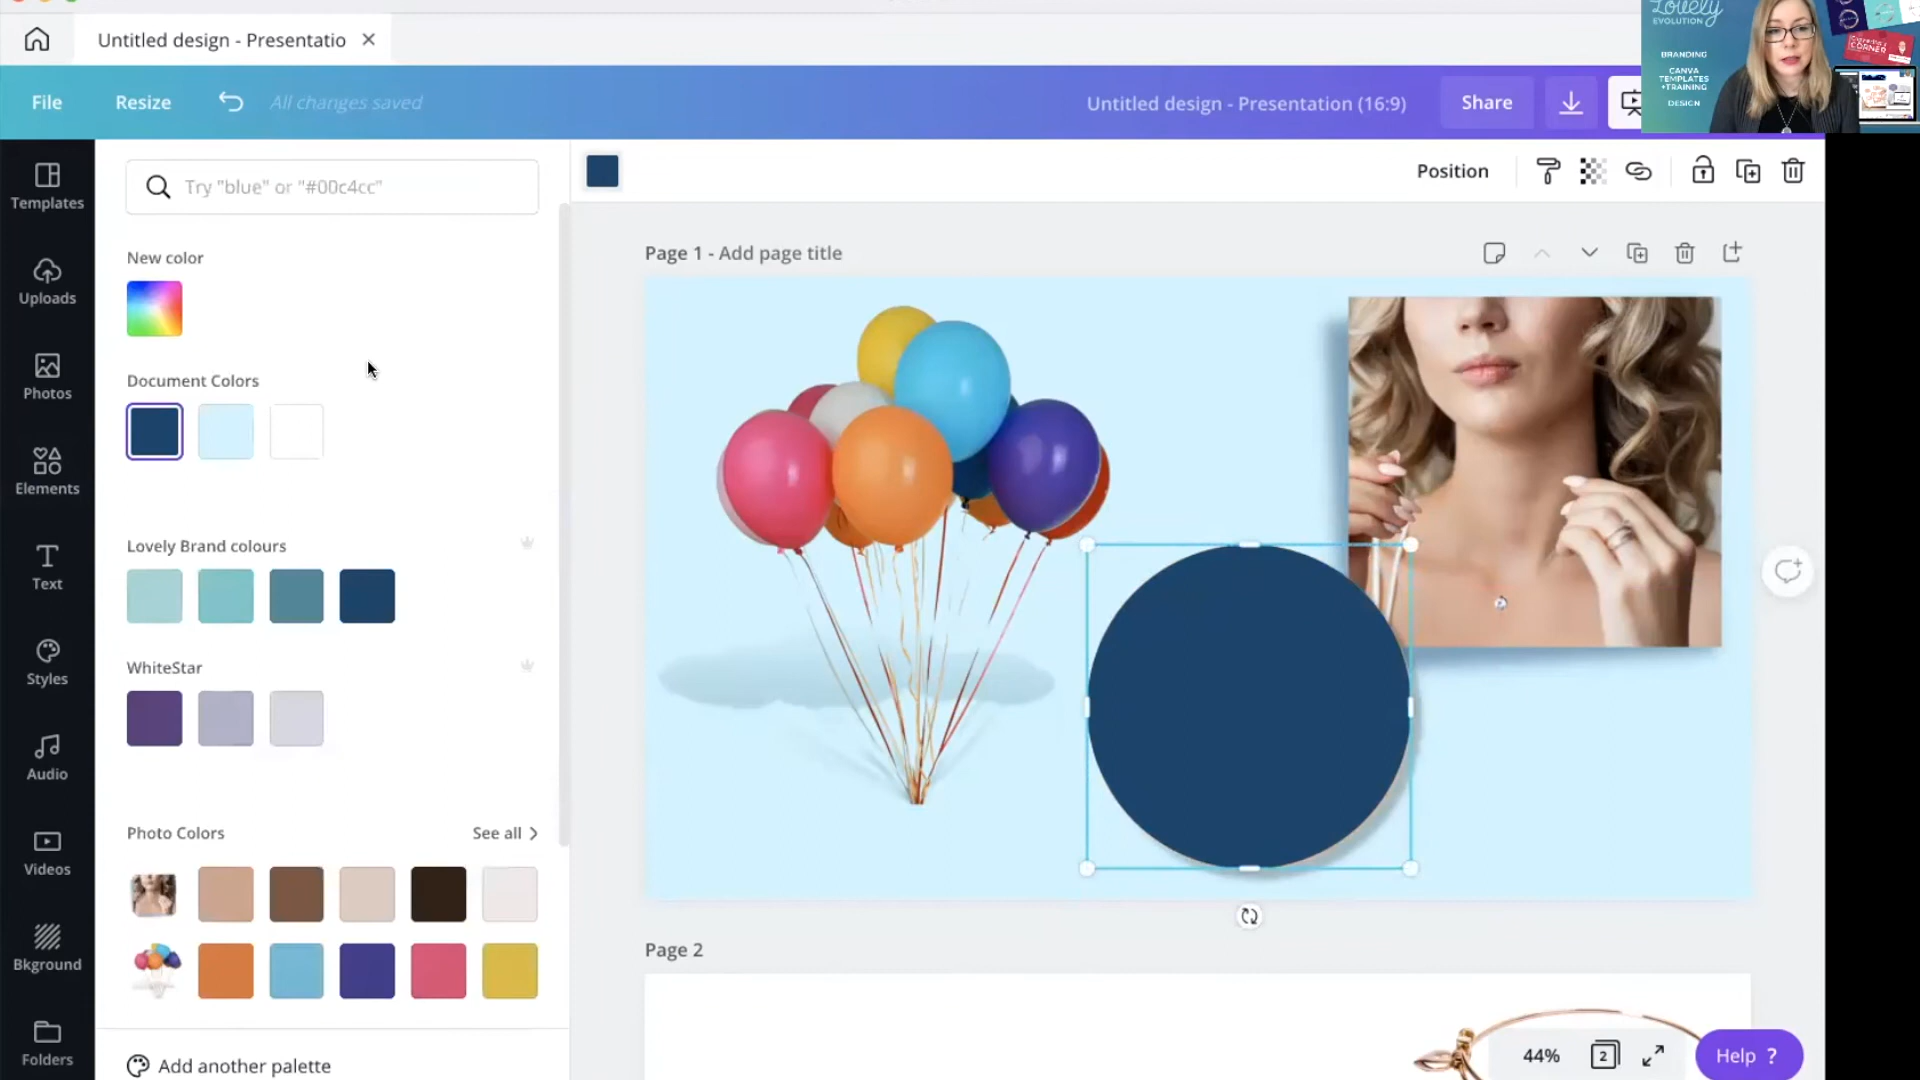 Untitled design - Presentatio
File
Resize
All changes saved
Untitled design - Presentation (16:9)
Share
Lovely
EVOLUTION
BRANDING
CANVA
TEMPLATES
+TRAINING
DESIGN
CORNER
Templates
Uploads
Photos
Elements
Text
Styles
Audio
Videos
Bkground
Folders
Try "blue" or "#00c4cc"
New color
Document Colors
Lovely Brand colours
WhiteStar
Photo Colors
See all
Add another palette
Position
Page 1 - Add page title
Page 2
44%
2
Help ?